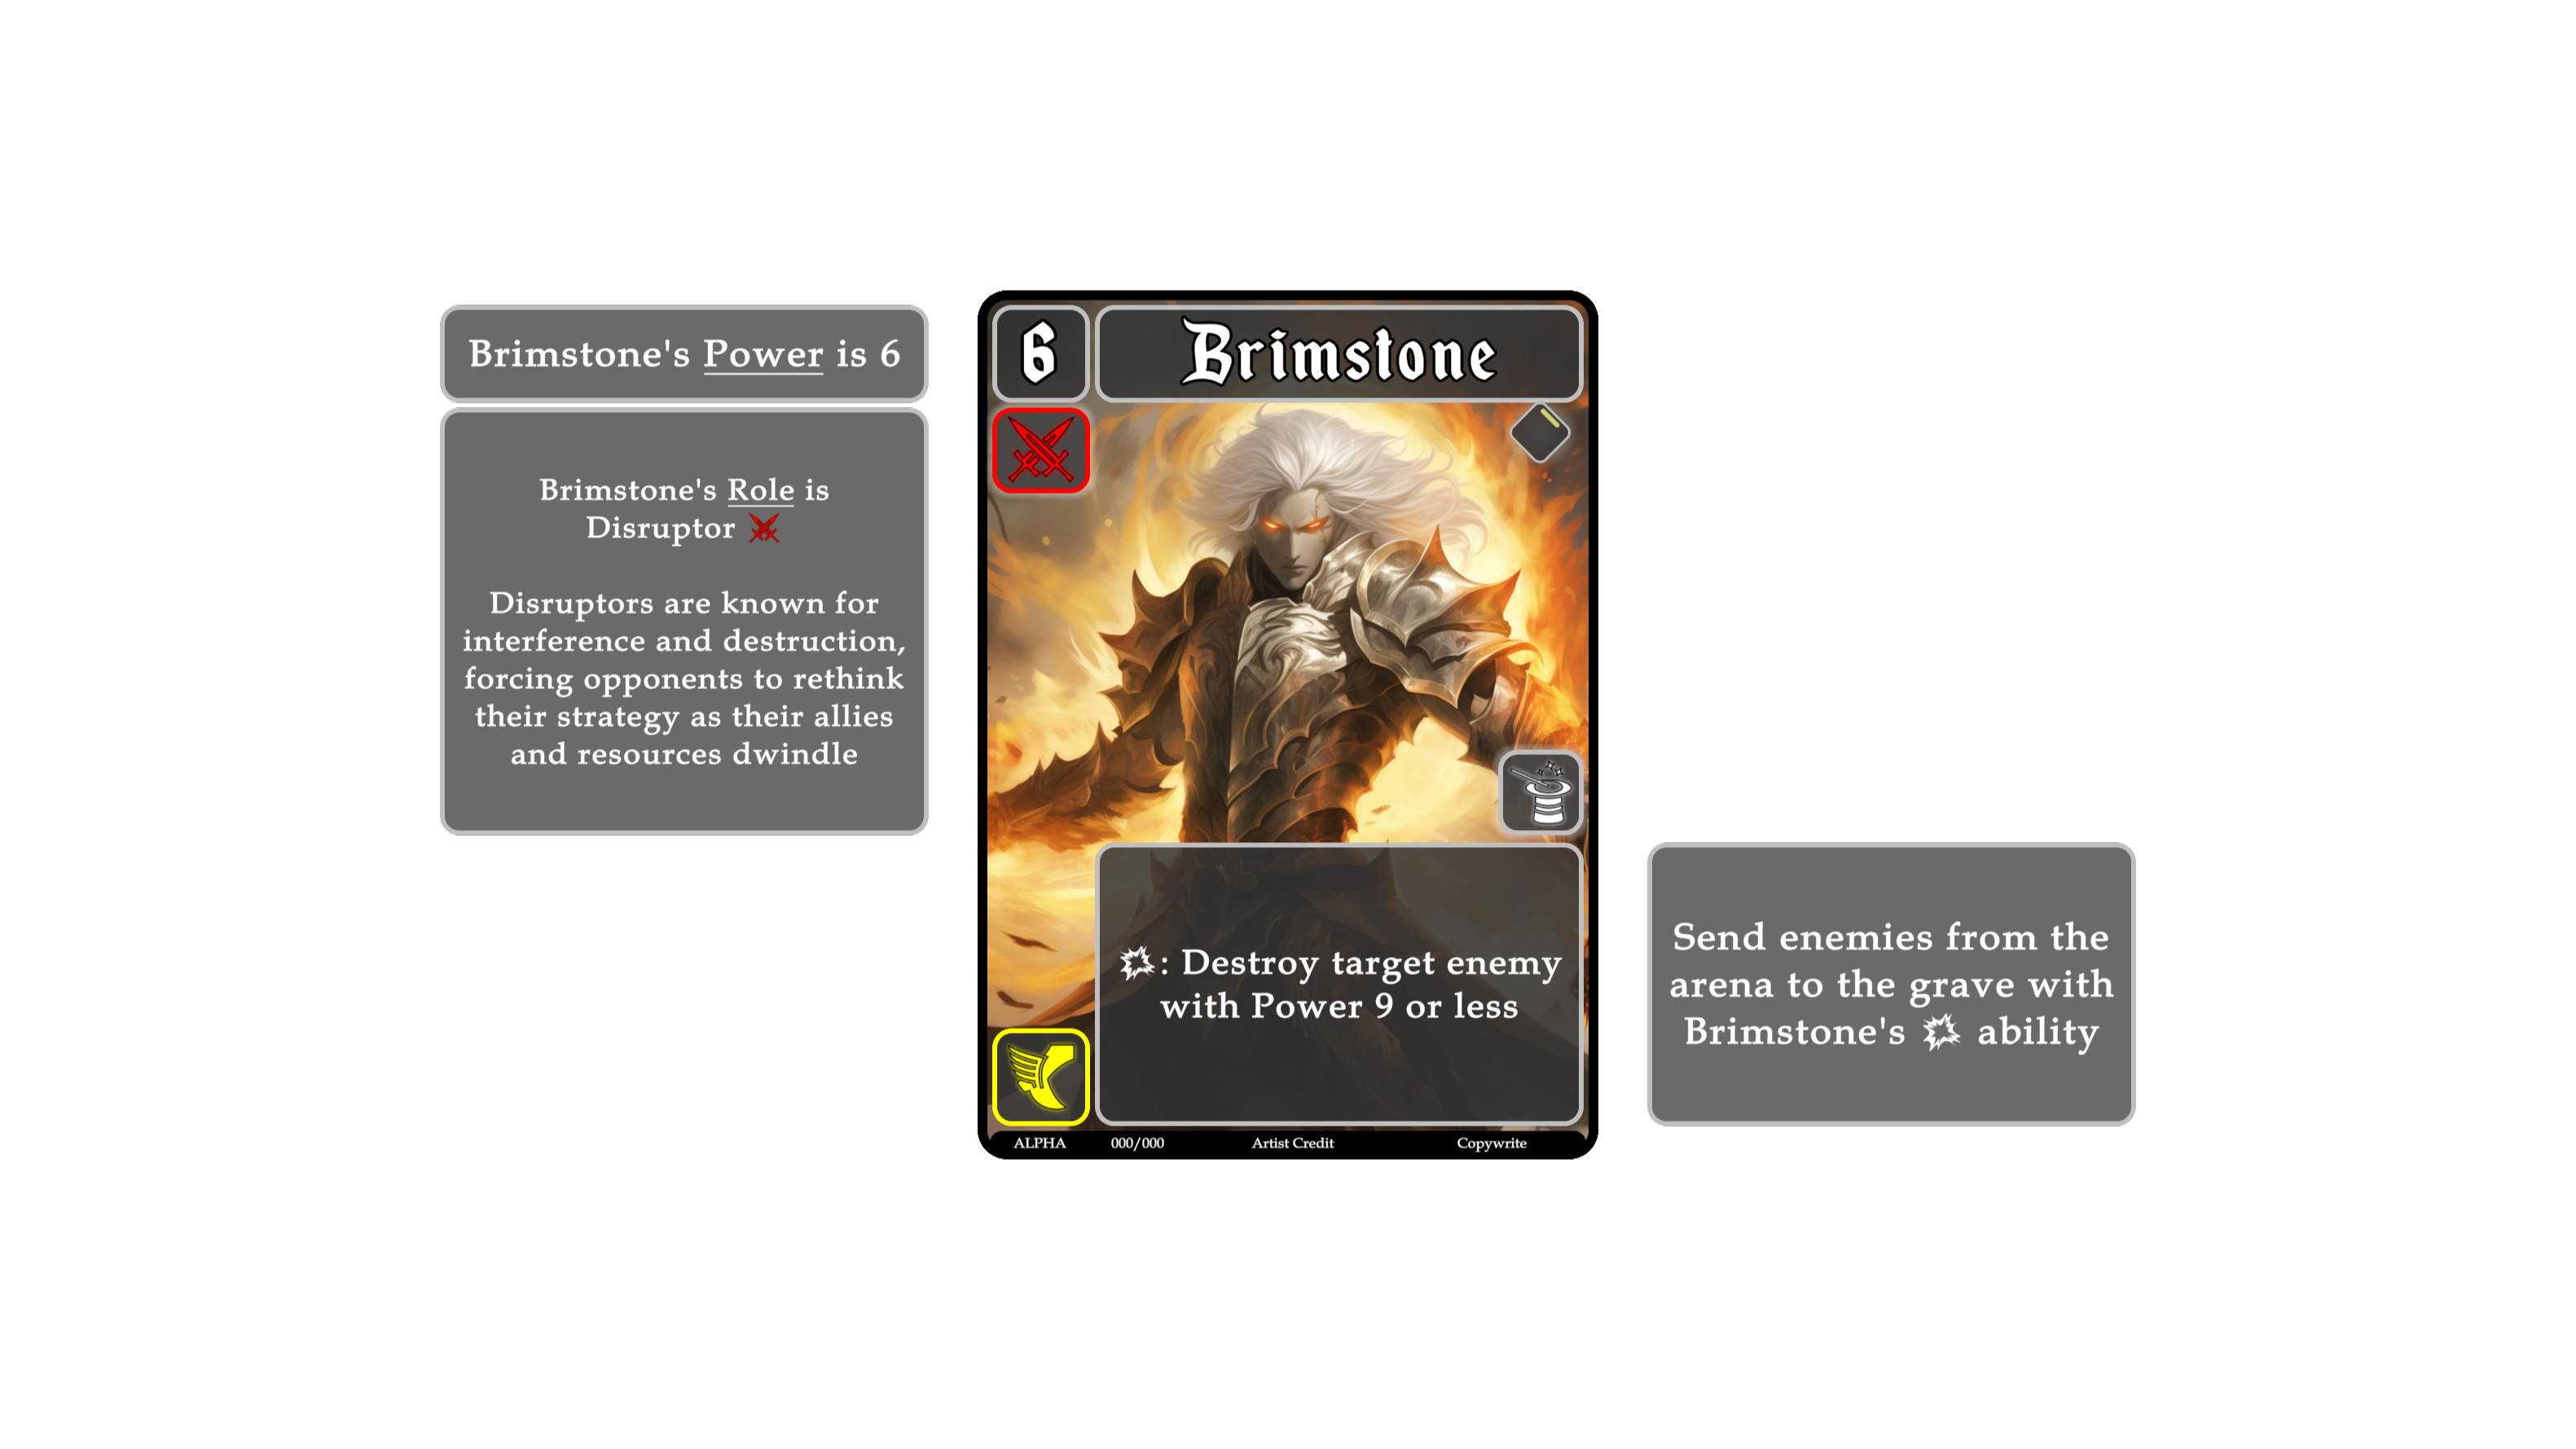 Brimstone's Power is 6
Brimstone's Role is
Disruptor
Disruptors are known for
interference and destruction,
forcing opponents to rethink
their strategy as their allies
and resources dwindle
6
Brimstone
: Destroy target enemy
with Power 9 or less
ALPHA
000/000
Artist Credit
Copywrite
Send enemies from the
arena to the grave with
Brimstone's ability